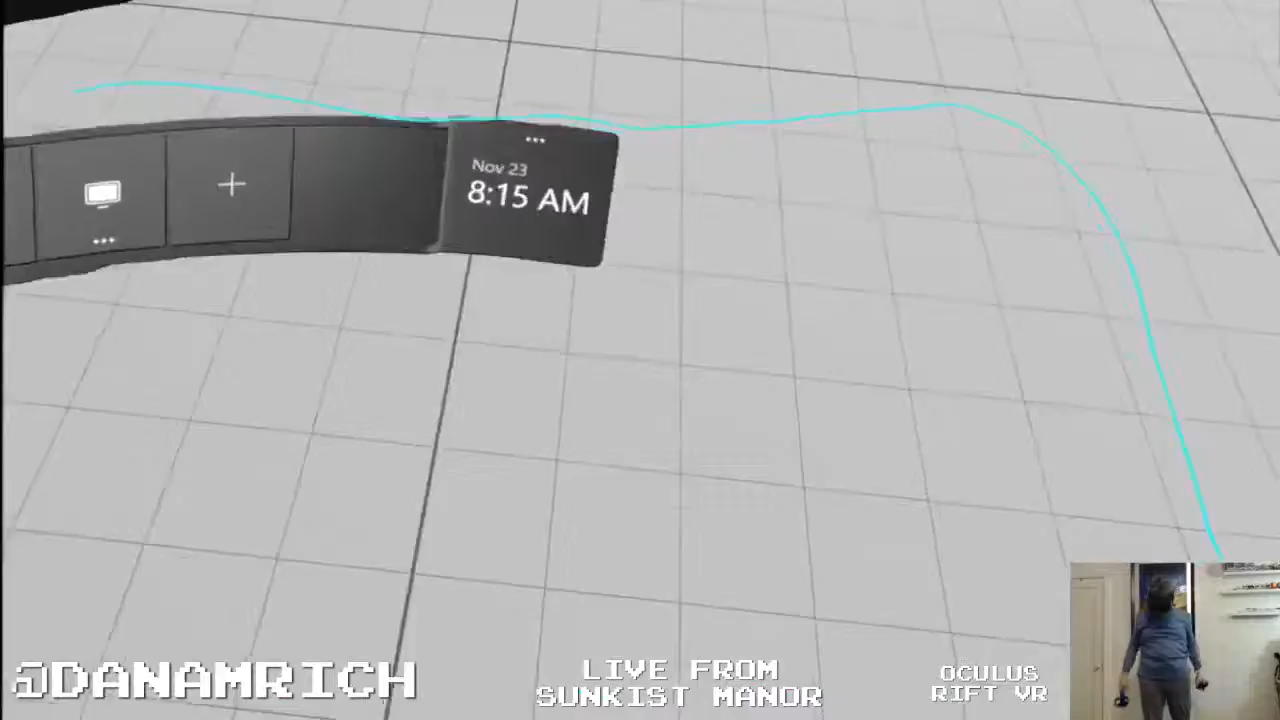 Nov 23
8:15 AM
@DANAMRICH
LIVE FROM
SUNKIST MANOR
OCULUS
RIFT VR